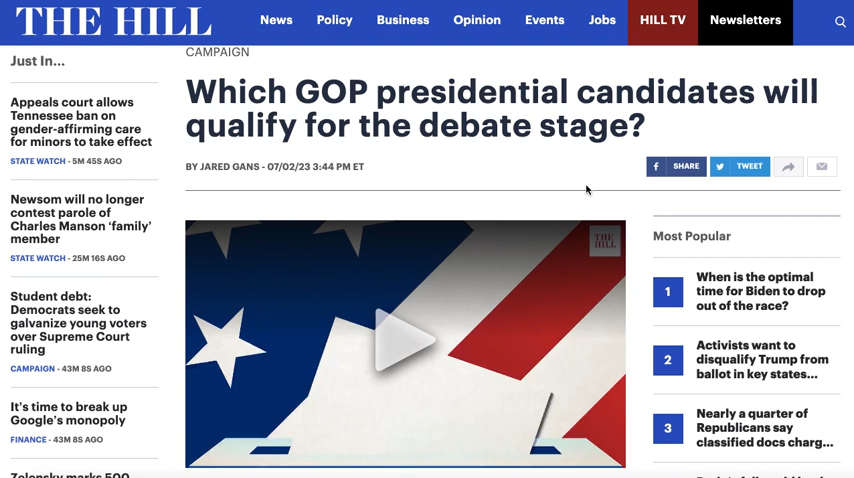 THE HILL
News Policy Business Opinion Events Jobs HILL TV Newsletters
Just In...
Appeals court allows
Tennessee ban on
gender-affirming care
for minors to take effect
STATE WATCH - 5M 45S AGO
Newsom will no longer
contest parole of
Charles Manson ‘family’
member
STATE WATCH - 25M 16S AGO
Student debt:
Democrats seek to
galvanize young voters
over Supreme Court
ruling
CAMPAIGN - 43M 8S AGO
It’s time to break up
Google’s monopoly
FINANCE - 43M 8S AGO
Zelensky marks 500
CAMPAIGN
Which GOP presidential candidates will
qualify for the debate stage?
BY JARED GANS - 07/02/23 3:44 PM ET
SHARE TWEET
THE
HILL
Most Popular
1
When is the optimal
time for Biden to drop
out of the race?
2
Activists want to
disqualify Trump from
ballot in key states...
3
Nearly a quarter of
Republicans say
classified docs charg...